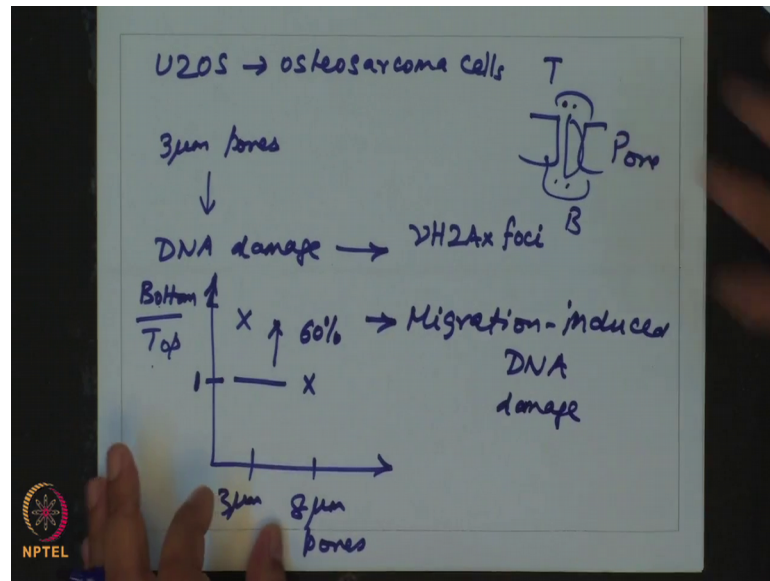 U2OS → osteosarcoma cells
T
3μm pores
Pore
B
DNA damage → γH2Ax foci
Bottom
Top
X ↑ 60%
→ Migration-induced
DNA
damage
1
X
3μm
8μm
pores
NPTEL